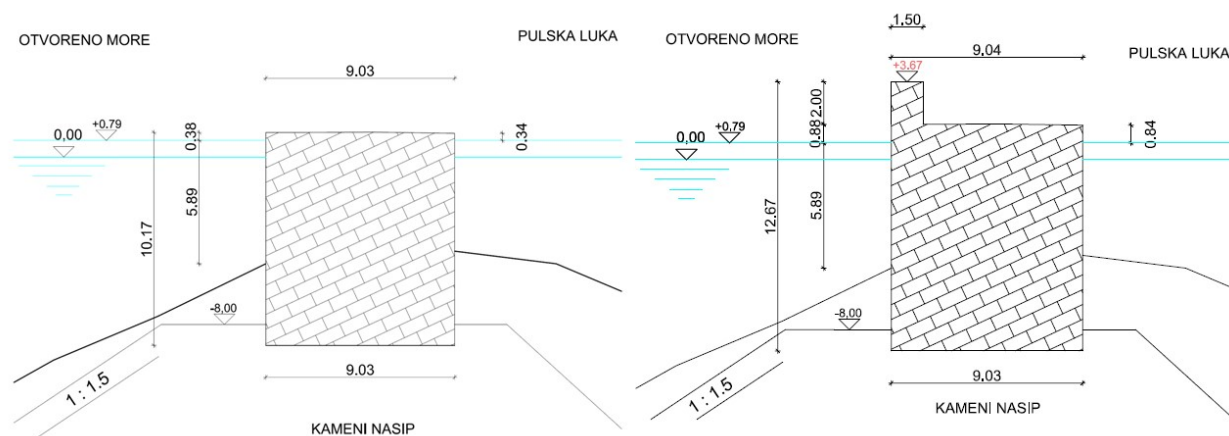 OTVORENO MORE
PULSKA LUKA
9.03
0,00
+0.79
0.38
0.34
5.89
10.17
-8,00
1 : 1.5
9.03
KAMENI NASIP
1.50
OTVORENO MORE
PULSKA LUKA
9.04
+3.67
2.00
0,00
+0.79
0.88
0.84
5.89
12.67
-8,00
1 : 1.5
9.03
KAMENI NASIP